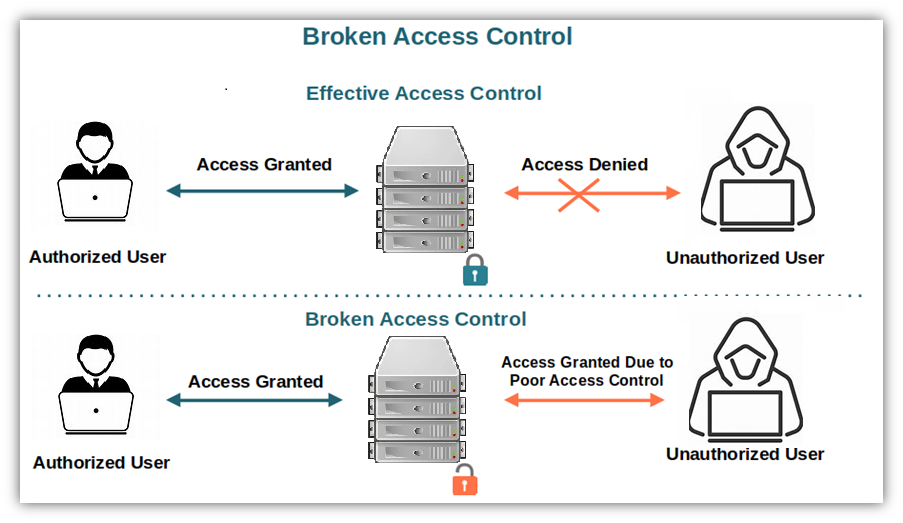 Broken Access Control
Effective Access Control
Access Granted
Access Denied
Authorized User
Unauthorized User
Broken Access Control
Access Granted
Access Granted Due to
Poor Access Control
Authorized User
Unauthorized User